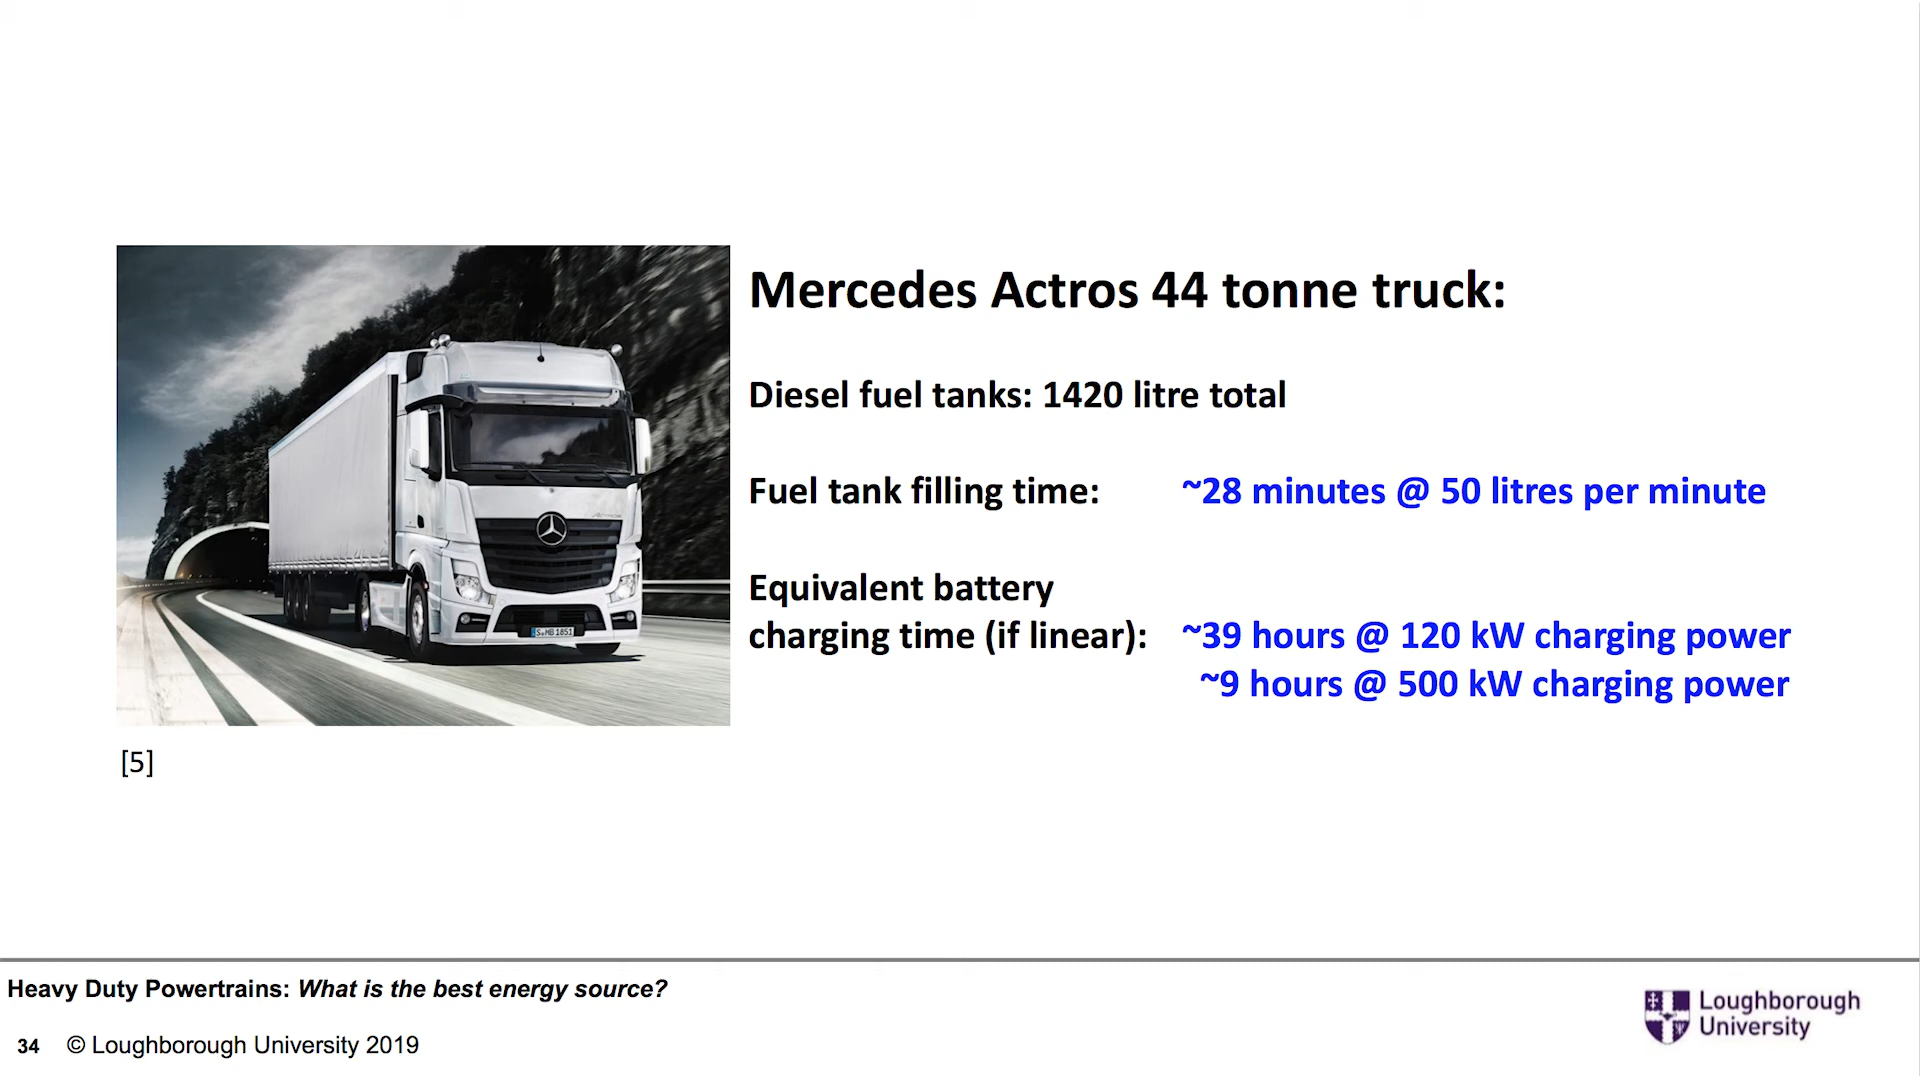 Mercedes Actros 44 tonne truck:
Diesel fuel tanks: 1420 litre total
Fuel tank filling time: ~28 minutes @ 50 litres per minute
Equivalent battery
charging time (if linear): ~39 hours @ 120 kW charging power
~9 hours @ 500 kW charging power
S MB 1851
[5]
Heavy Duty Powertrains: What is the best energy source?
34 © Loughborough University 2019
Loughborough
University